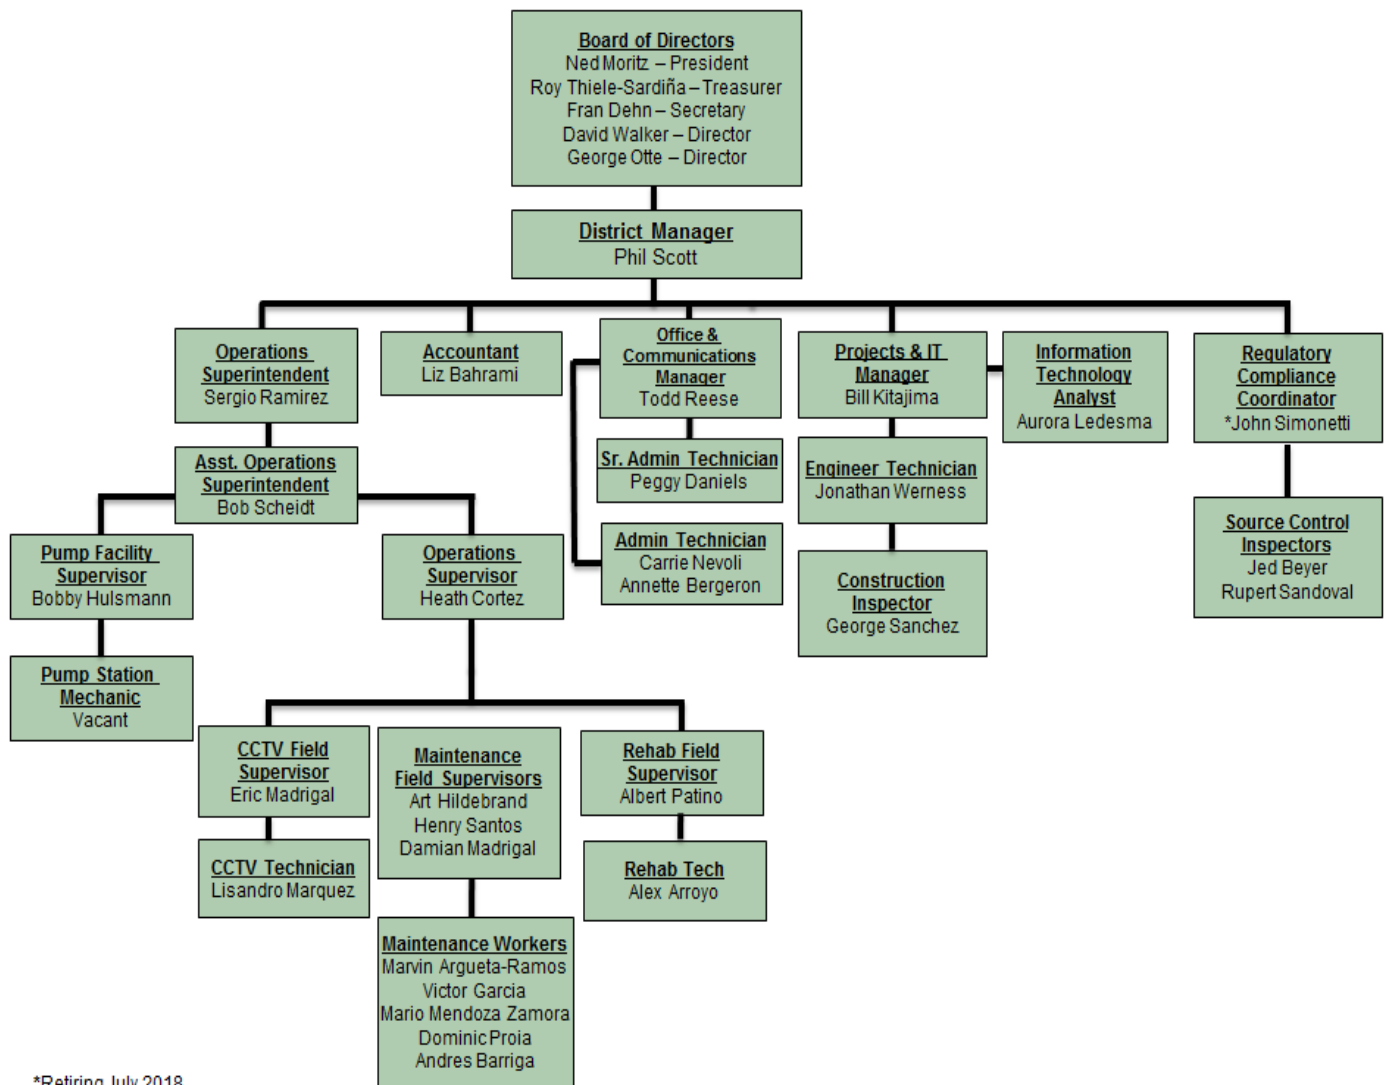 Board of Directors
Ned Moritz – President
Roy Thiele-Sardiña – Treasurer
Fran Dehn – Secretary
David Walker – Director
George Otte – Director
District Manager
Phil Scott
Operations
Superintendent
Sergio Ramirez
Accountant
Liz Bahrami
Office &
Communications
Manager
Todd Reese
Projects & IT
Manager
Bill Kitajima
Information
Technology
Analyst
Aurora Ledesma
Regulatory
Compliance
Coordinator
*John Simonetti
Asst. Operations
Superintendent
Bob Scheidt
Sr. Admin Technician
Peggy Daniels
Engineer Technician
Jonathan Werness
Source Control
Inspectors
Jed Beyer
Rupert Sandoval
Pump Facility
Supervisor
Bobby Hulsmann
Operations
Supervisor
Heath Cortez
Admin Technician
Carrie Nevoli
Annette Bergeron
Construction
Inspector
George Sanchez
Pump Station
Mechanic
Vacant
CCTV Field
Supervisor
Eric Madrigal
Maintenance
Field Supervisors
Art Hildebrand
Henry Santos
Damian Madrigal
Rehab Field
Supervisor
Albert Patino
CCTV Technician
Lisandro Marquez
Rehab Tech
Alex Arroyo
Maintenance Workers
Marvin Argueta-Ramos
Victor Garcia
Mario Mendoza Zamora
Dominic Proia
Andres Barriga
*Retiring July 2018